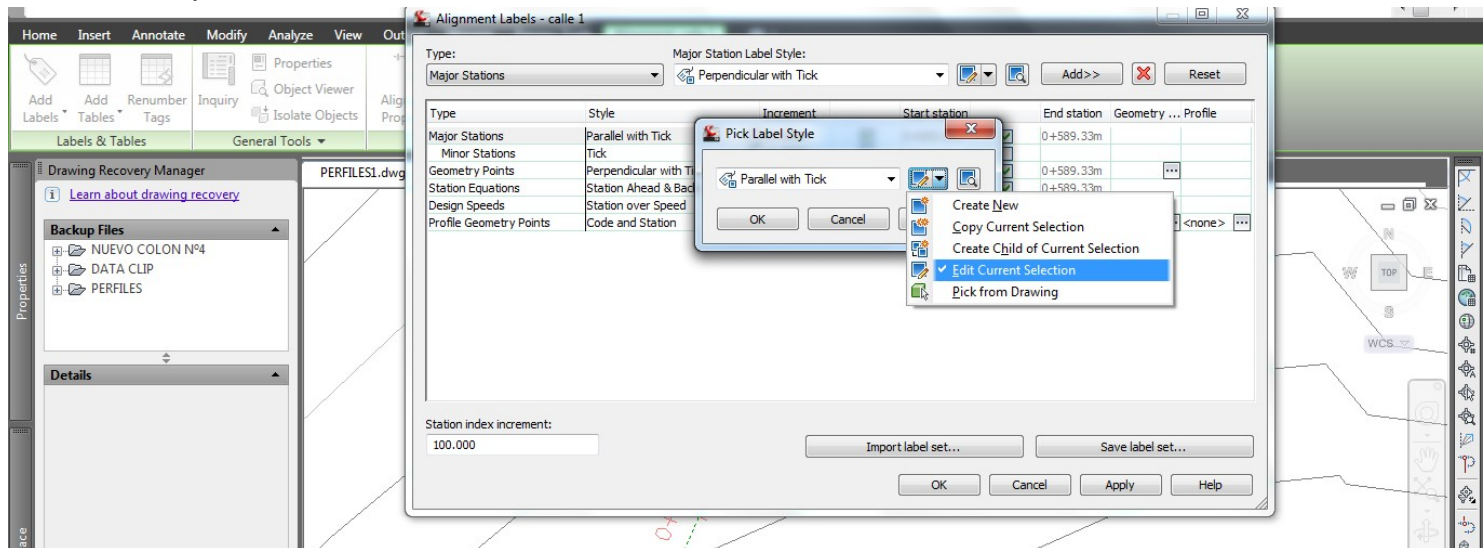 Alignment Labels - calle 1
Home Insert Annotate Modify Analyze View Out
Add Labels
Add Tables
Renumber Tags
Inquiry
Properties
Object Viewer
Isolate Objects
Alig
Prop
Labels & Tables
General Tools
Drawing Recovery Manager
Learn about drawing recovery
Backup Files
NUEVO COLON Nº4
DATA CLIP
PERFILES
Details
Properties
PERFILES1.dwg
Type:
Major Station Label Style:
Major Stations
Perpendicular with Tick
Add>>
Reset
Type Style Increment Start station End station Geometry ... Profile
Major Stations Parallel with Tick 0+589.33m
Minor Stations Tick
Geometry Points Perpendicular with Ti 0+589.33m ...
Station Equations Station Ahead & Bac 0+589.33m
Design Speeds Station over Speed
Profile Geometry Points Code and Station <none> ...
Pick Label Style
Parallel with Tick
OK
Cancel
Create New
Copy Current Selection
Create Child of Current Selection
Edit Current Selection
Pick from Drawing
Station index increment:
100.000
Import label set...
Save label set...
OK
Cancel
Apply
Help
N
W
TOP
E
S
WCS
ace